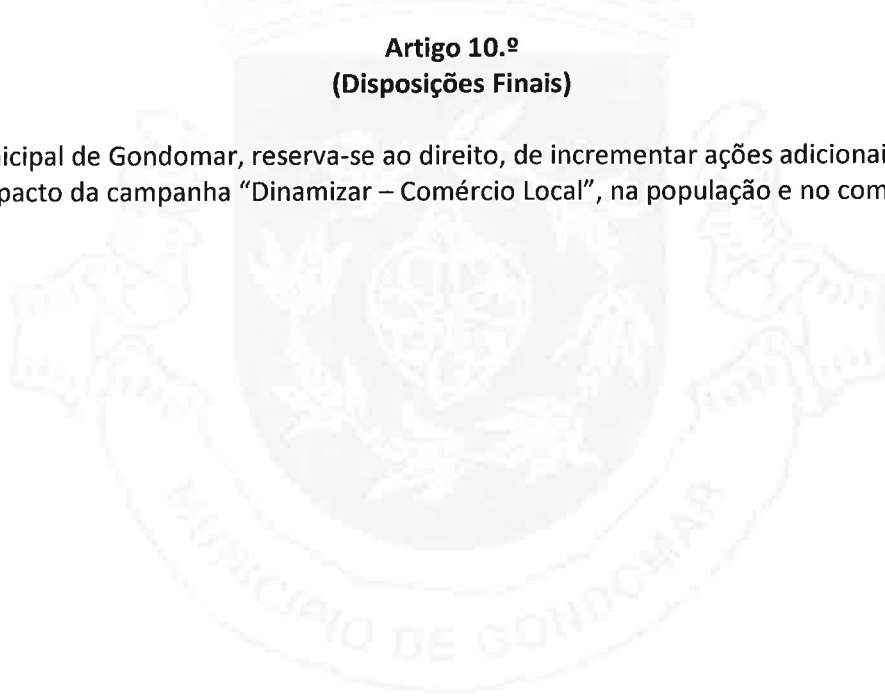 Artigo 10.º
(Disposições Finais)
nicipal de Gondomar, reserva-se ao direito, de incrementar ações adicionai
pacto da campanha “Dinamizar – Comércio Local”, na população e no com
MUNICIPIO DE GONDOMAR